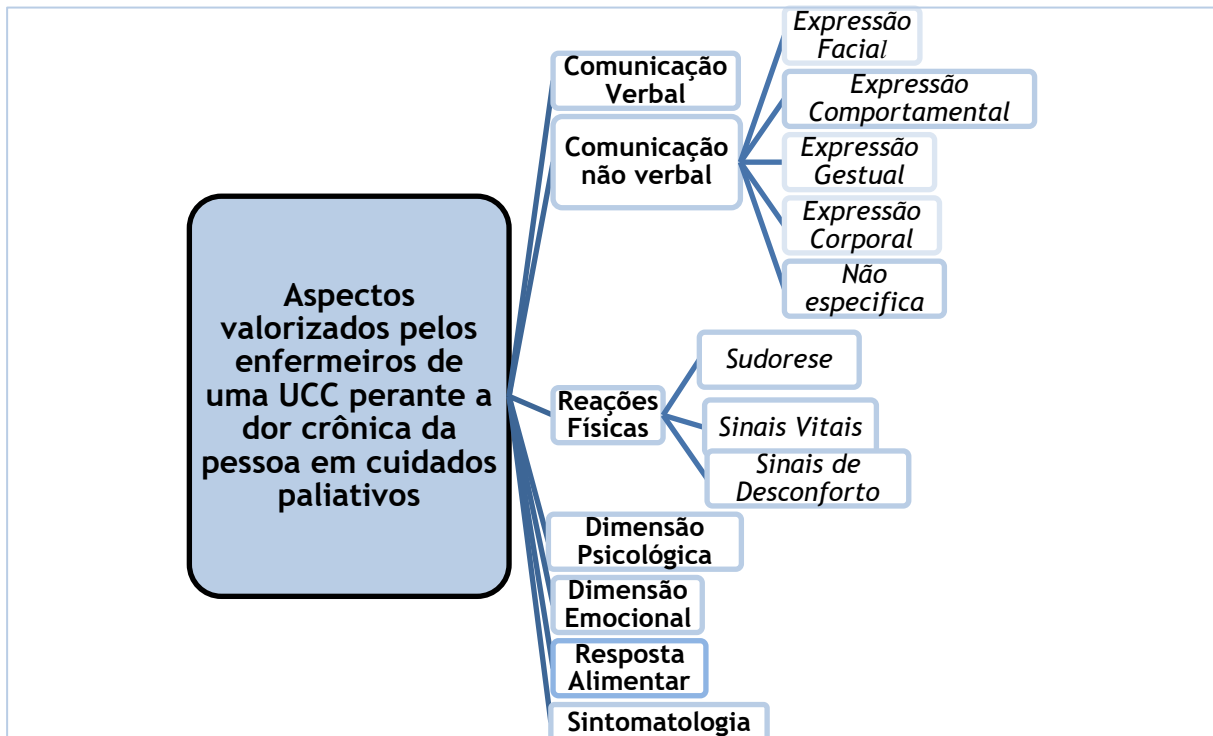 Aspectos
valorizados pelos
enfermeiros de
uma UCC perante a
dor crônica da
pessoa em cuidados
paliativos
Comunicação
Verbal
Comunicação
não verbal
Expressão
Facial
Expressão
Comportamental
Expressão
Gestual
Expressão
Corporal
Não
especifica
Reações
Físicas
Sudorese
Sinais Vitais
Sinais de
Desconforto
Dimensão
Psicológica
Dimensão
Emocional
Resposta
Alimentar
Sintomatologia